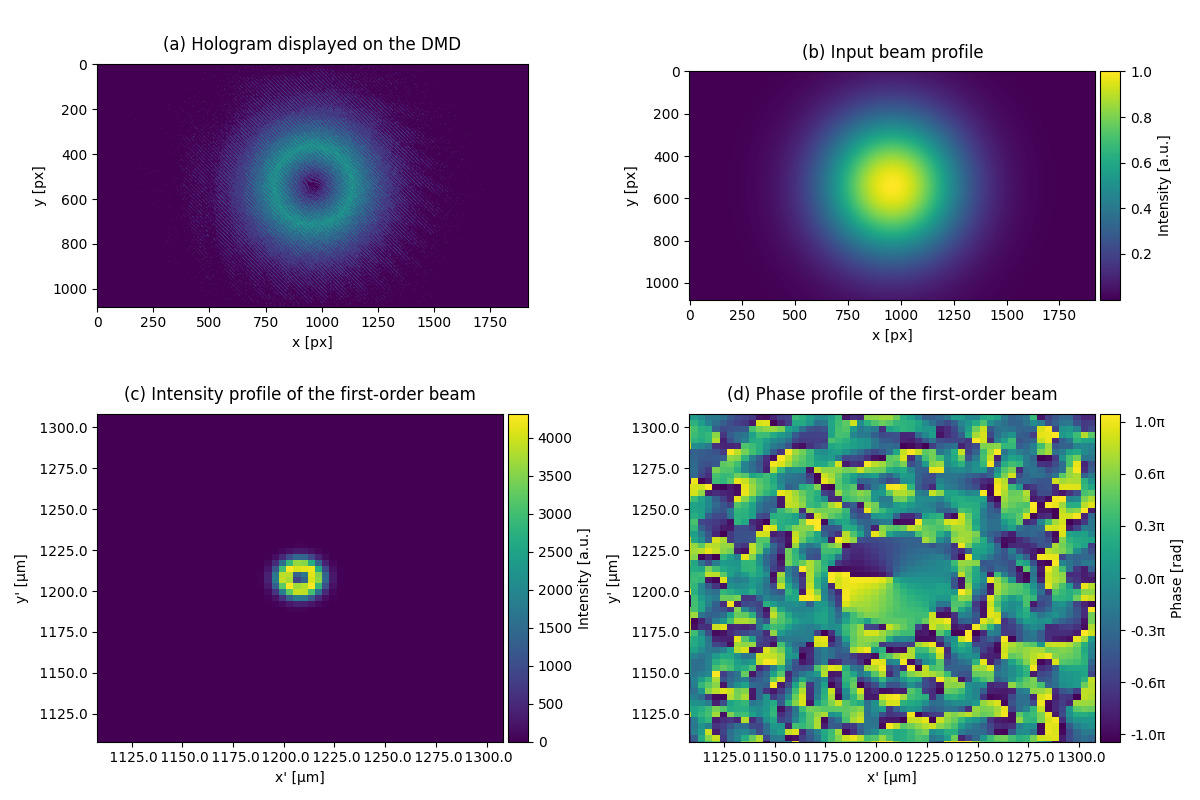 (a) Hologram displayed on the DMD
0
200
400
600
800
1000
y [px]
0 250 500 750 1000 1250 1500 1750
x [px]
(b) Input beam profile
0
200
400
600
800
1000
y [px]
0 250 500 750 1000 1250 1500 1750
x [px]
1.0
0.8
0.6
0.4
0.2
Intensity [a.u.]
(c) Intensity profile of the first-order beam
1300.0
1275.0
1250.0
1225.0
1200.0
1175.0
1150.0
1125.0
y' [μm]
1125.0 1150.0 1175.0 1200.0 1225.0 1250.0 1275.0 1300.0
x' [μm]
4000
3500
3000
2500
2000
1500
1000
500
0
Intensity [a.u.]
(d) Phase profile of the first-order beam
1300.0
1275.0
1250.0
1225.0
1200.0
1175.0
1150.0
1125.0
y' [μm]
1125.0 1150.0 1175.0 1200.0 1225.0 1250.0 1275.0 1300.0
x' [μm]
1.0π
0.6π
0.3π
0.0π
-0.3π
-0.6π
-1.0π
Phase [rad]